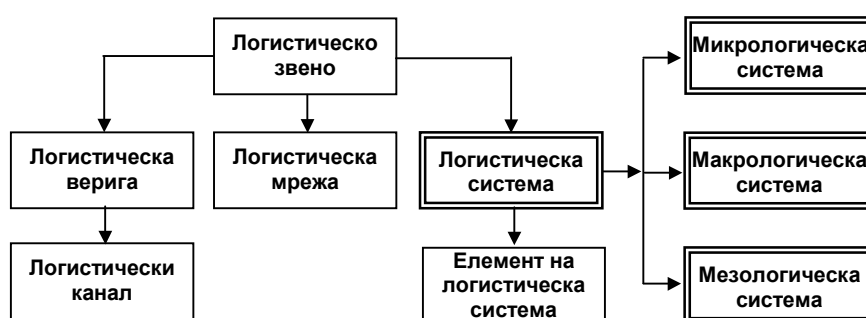 Логистическо
звено
Микрологическа
система
Логистическа
верига
Логистическа
мрежа
Логистическа
система
Макрологическа
система
Логистически
канал
Елемент на
логистическа
система
Мезологическа
система